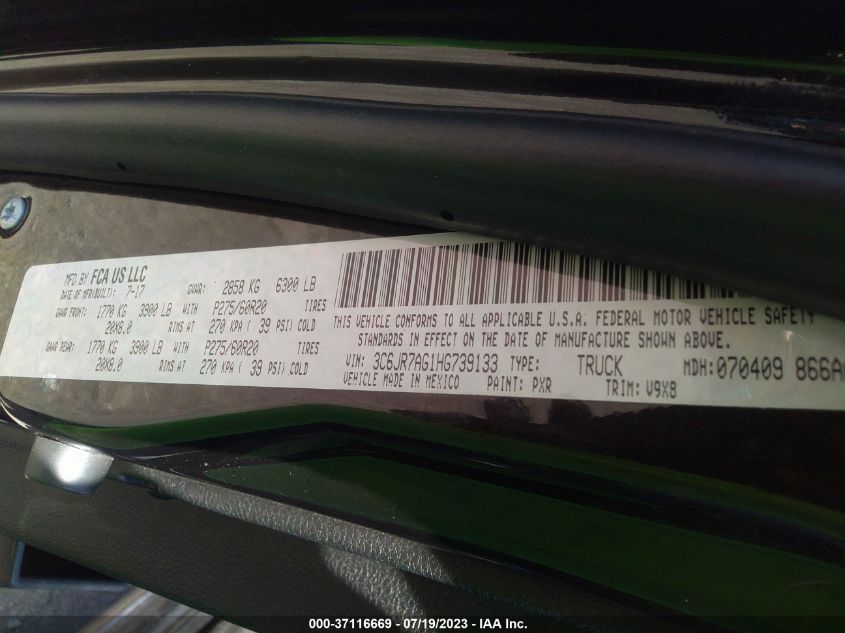 MFD BY FCA US LLC
DATE OF MFR(BUILT): 7-17 GVWR: 2858 KG 6300 LB
GAWR FRONT: 1770 KG 3900 LB WITH P275/60R20 TIRES
20X8.0 RIMS AT 270 KPA ( 39 PSI) COLD
GAWR REAR: 1770 KG 3900 LB WITH P275/60R20 TIRES
20X8.0 RIMS AT 270 KPA ( 39 PSI) COLD
THIS VEHICLE CONFORMS TO ALL APPLICABLE U.S.A. FEDERAL MOTOR VEHICLE SAFETY
STANDARDS IN EFFECT ON THE DATE OF MANUFACTURE SHOWN ABOVE.
VIN: 3C6JR7AG1HG739133 TYPE: TRUCK MDH: 070409 866A
VEHICLE MADE IN MEXICO PAINT: PXR TRIM: V9X8
000-37116669 - 07/19/2023 - IAA Inc.